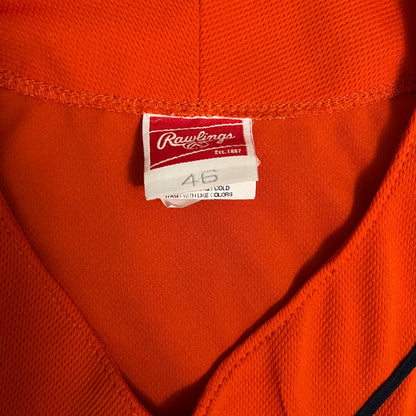 Rawlings
EST. 1887
46
COLD
WASH WITH LIKE COLORS